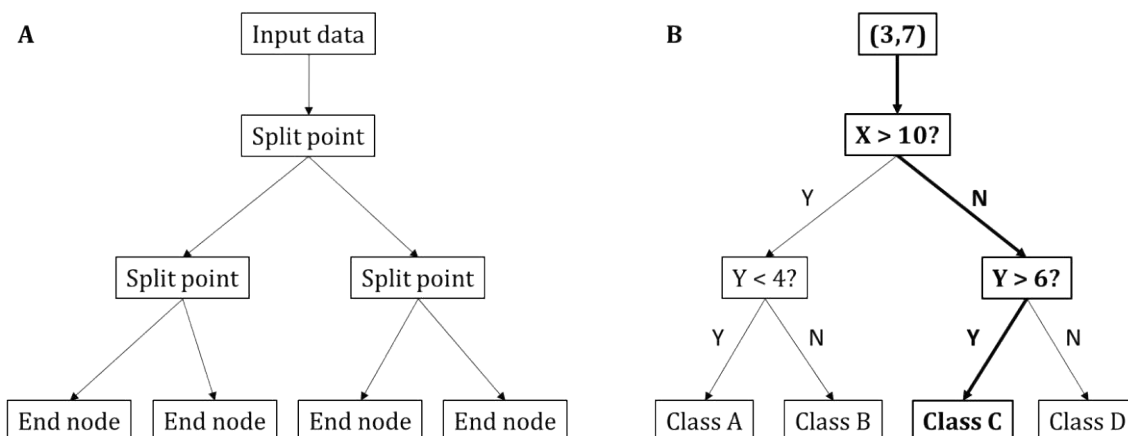 A
Input data
Split point
Split point
Split point
End node
End node
End node
End node
B
(3,7)
X > 10?
Y
N
Y < 4?
Y > 6?
Y
N
Y
N
Class A
Class B
Class C
Class D